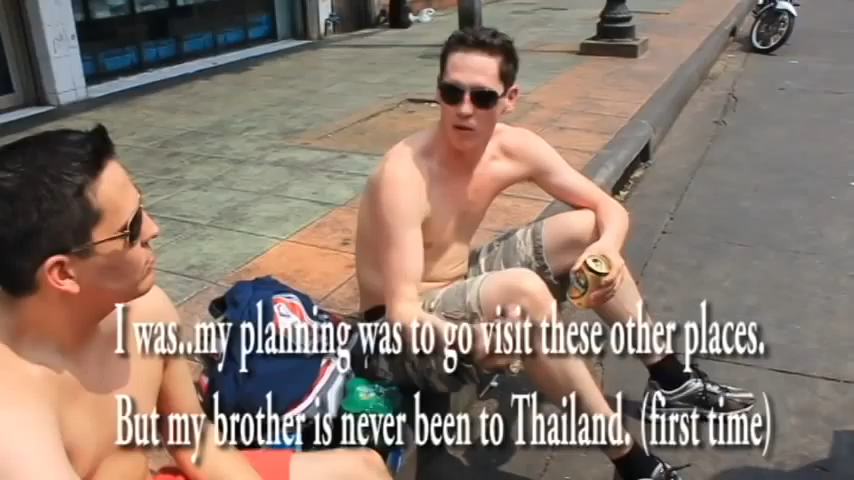 I was..my planning was to go visit these other places.
But my brother is never been to Thailand. (first time)